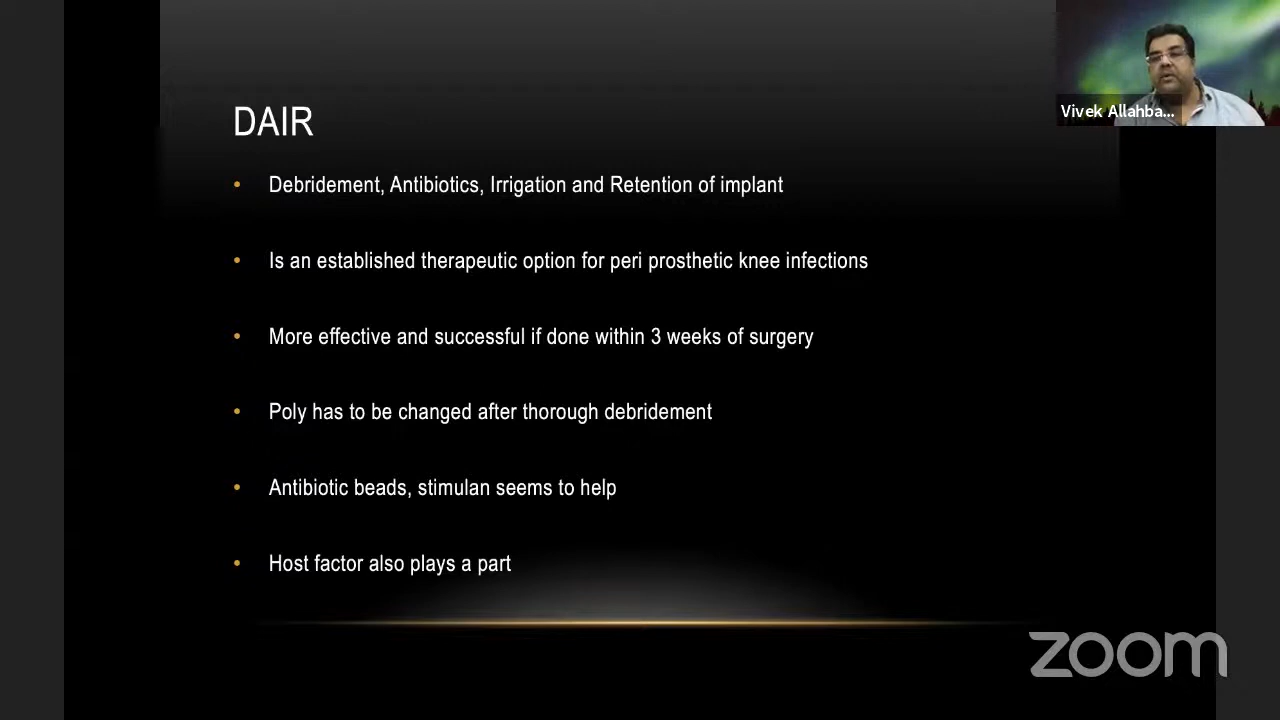 Vivek Allahba...
DAIR
• Debridement, Antibiotics, Irrigation and Retention of implant
• Is an established therapeutic option for peri prosthetic knee infections
• More effective and successful if done within 3 weeks of surgery
• Poly has to be changed after thorough debridement
• Antibiotic beads, stimulan seems to help
• Host factor also plays a part
zoom